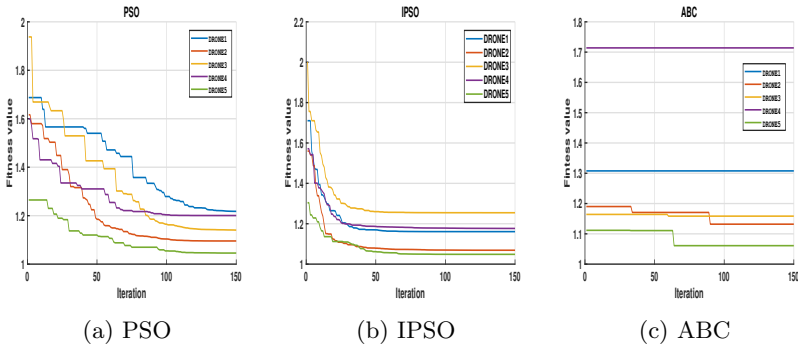 PSO
2
1.8
1.6
1.4
1.2
1
0
50
100
150
Fitness value
Iteration
DRONE1
DRONE2
DRONE3
DRONE4
DRONE5
(a) PSO
IPSO
2.2
2
1.8
1.6
1.4
1.2
1
0
50
100
150
Fitness value
Iteration
DRONE1
DRONE2
DRONE3
DRONE4
DRONE5
(b) IPSO
ABC
1.8
1.7
1.6
1.5
1.4
1.3
1.2
1.1
1
0
50
100
150
Fintess value
Iteration
DRONE1
DRONE2
DRONE3
DRONE4
DRONE5
(c) ABC